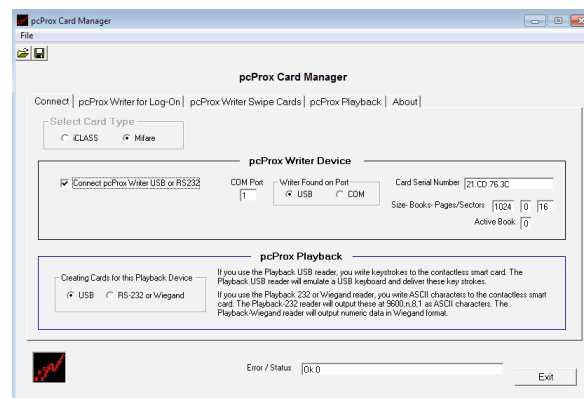 pcProx Card Manager
File
pcProx Card Manager
Connect pcProx Writer for Log-On pcProx Writer Swipe Cards pcProx Playback About
Select Card Type
iCLASS Mifare
pcProx Writer Device
Connect pcProx Writer USB or RS232
COM Port
1
Writer Found on Port
USB COM
Card Serial Number 21.CD.76.3C
Size- Books- Pages/Sectors 1024 0 16
Active Book 0
pcProx Playback
Creating Cards for this Playback Device
USB RS-232 or Wiegand
If you use the Playback USB reader, you write keystrokes to the contactless smart card. The
Playback USB reader will emulate a USB keyboard and deliver these key strokes.
If you use the Playback 232 or Wiegand reader, you write ASCII characters to the contactless smart
card. The Playback-232 reader will output these at 9600,n,8,1 as ASCII characters. The
Playback-Wiegand reader will output numeric data in Wiegand format.
Error / Status Ok 0
Exit